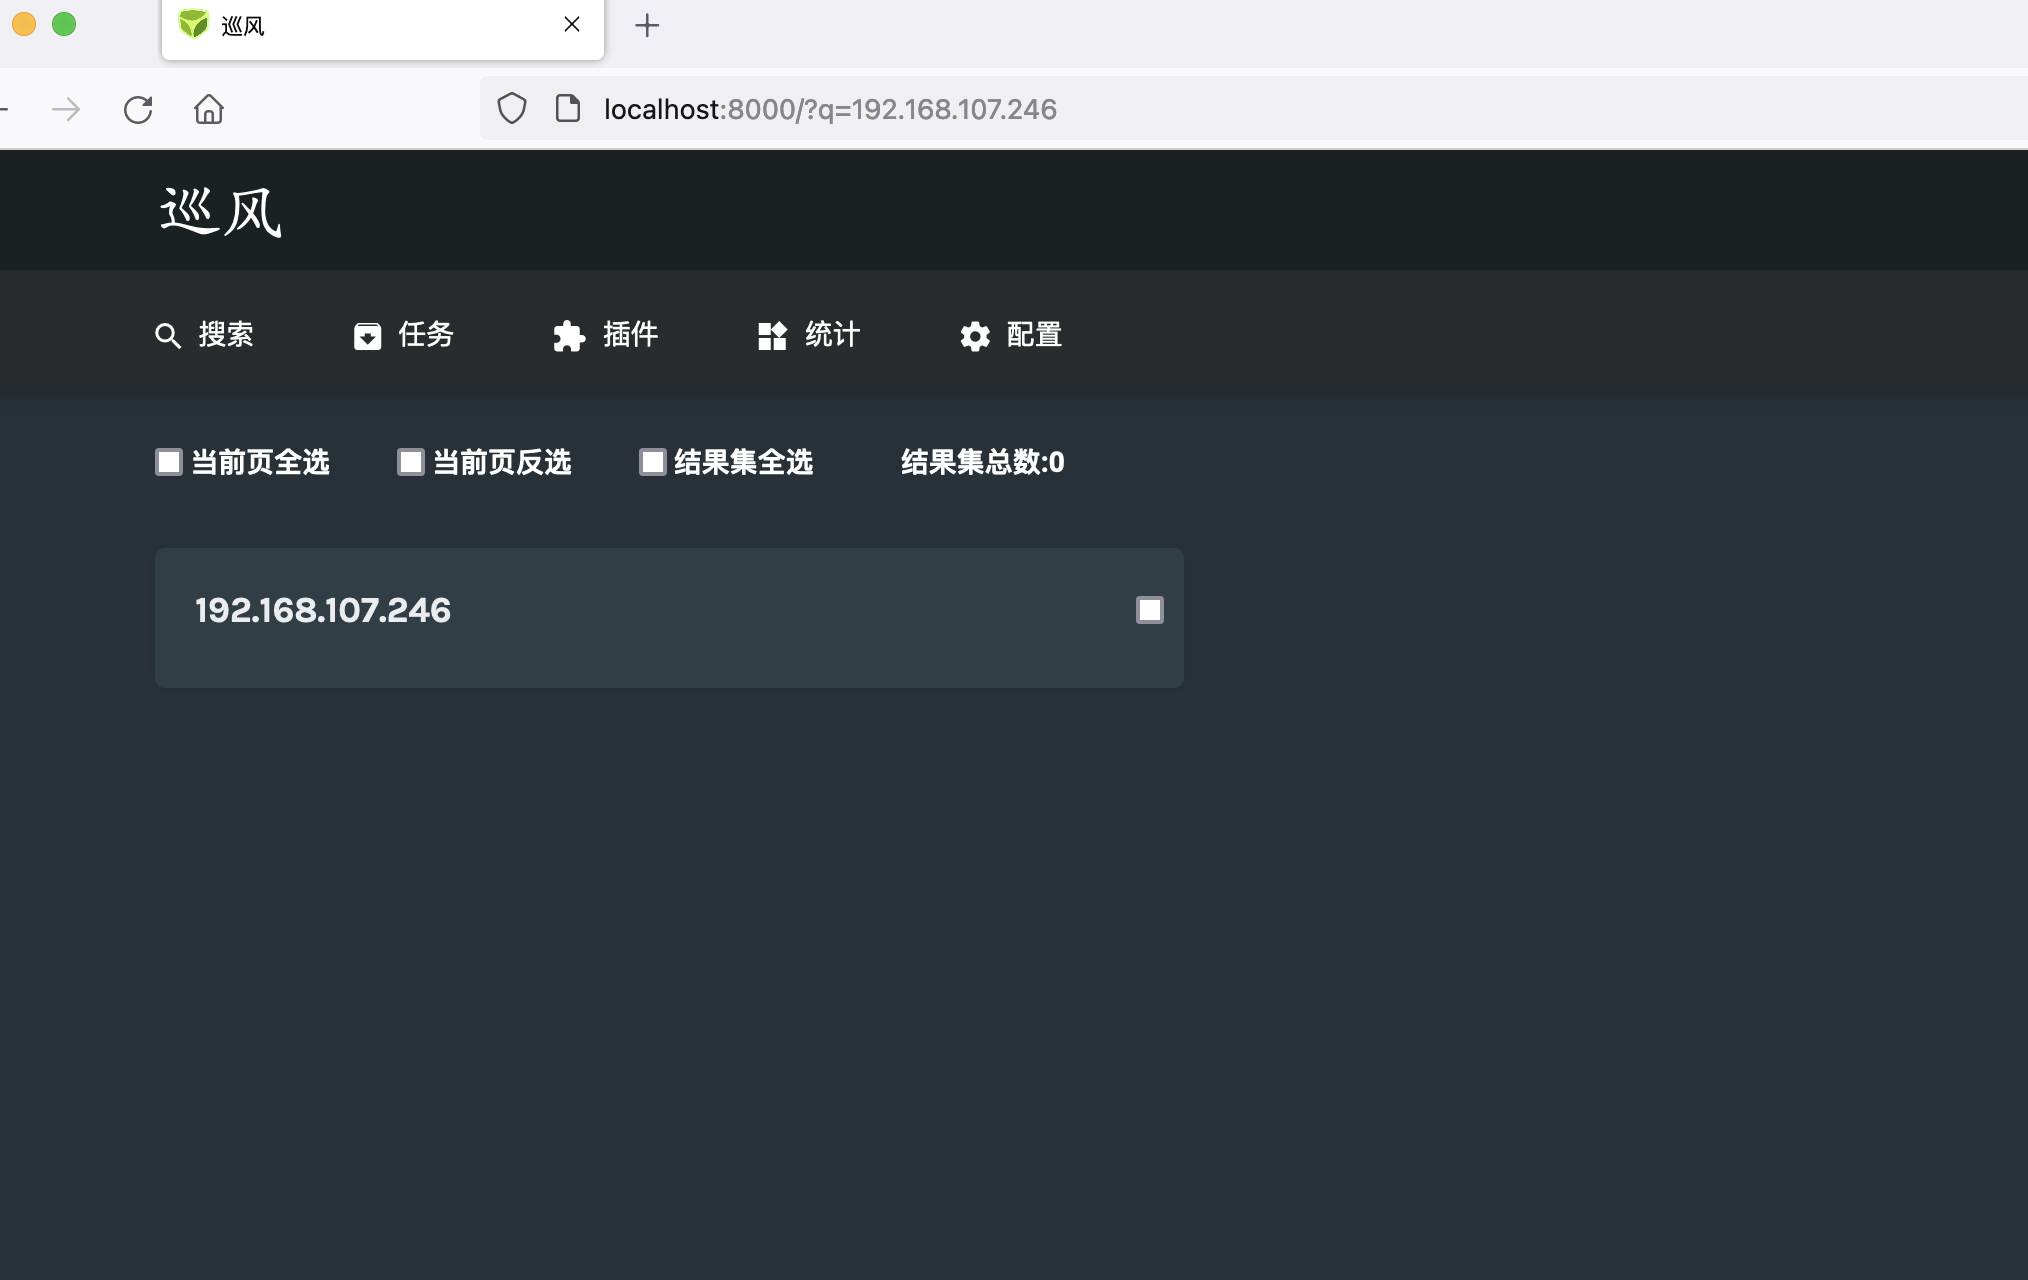 巡风
localhost:8000/?q=192.168.107.246
巡风
搜索 任务 插件 统计 配置
当前页全选 当前页反选 结果集全选 结果集总数:0
192.168.107.246